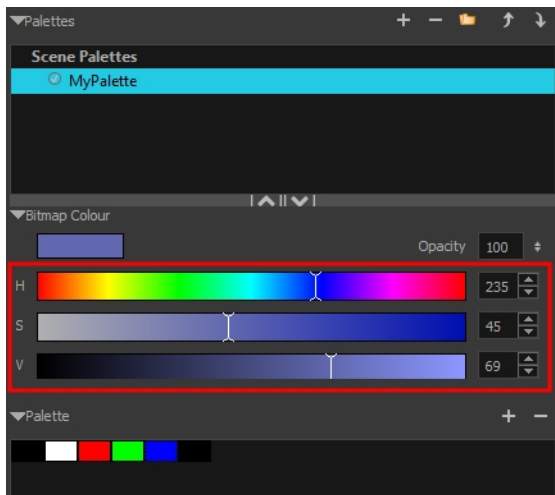 Palettes
Scene Palettes
MyPalette
Bitmap Colour
Opacity 100
H 235
S 45
V 69
Palette